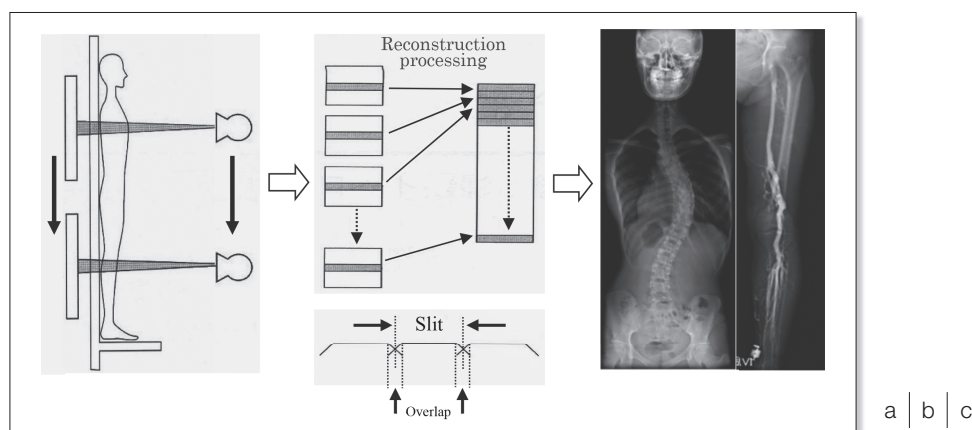 Reconstruction
processing
Slit
Overlap
a | b | c